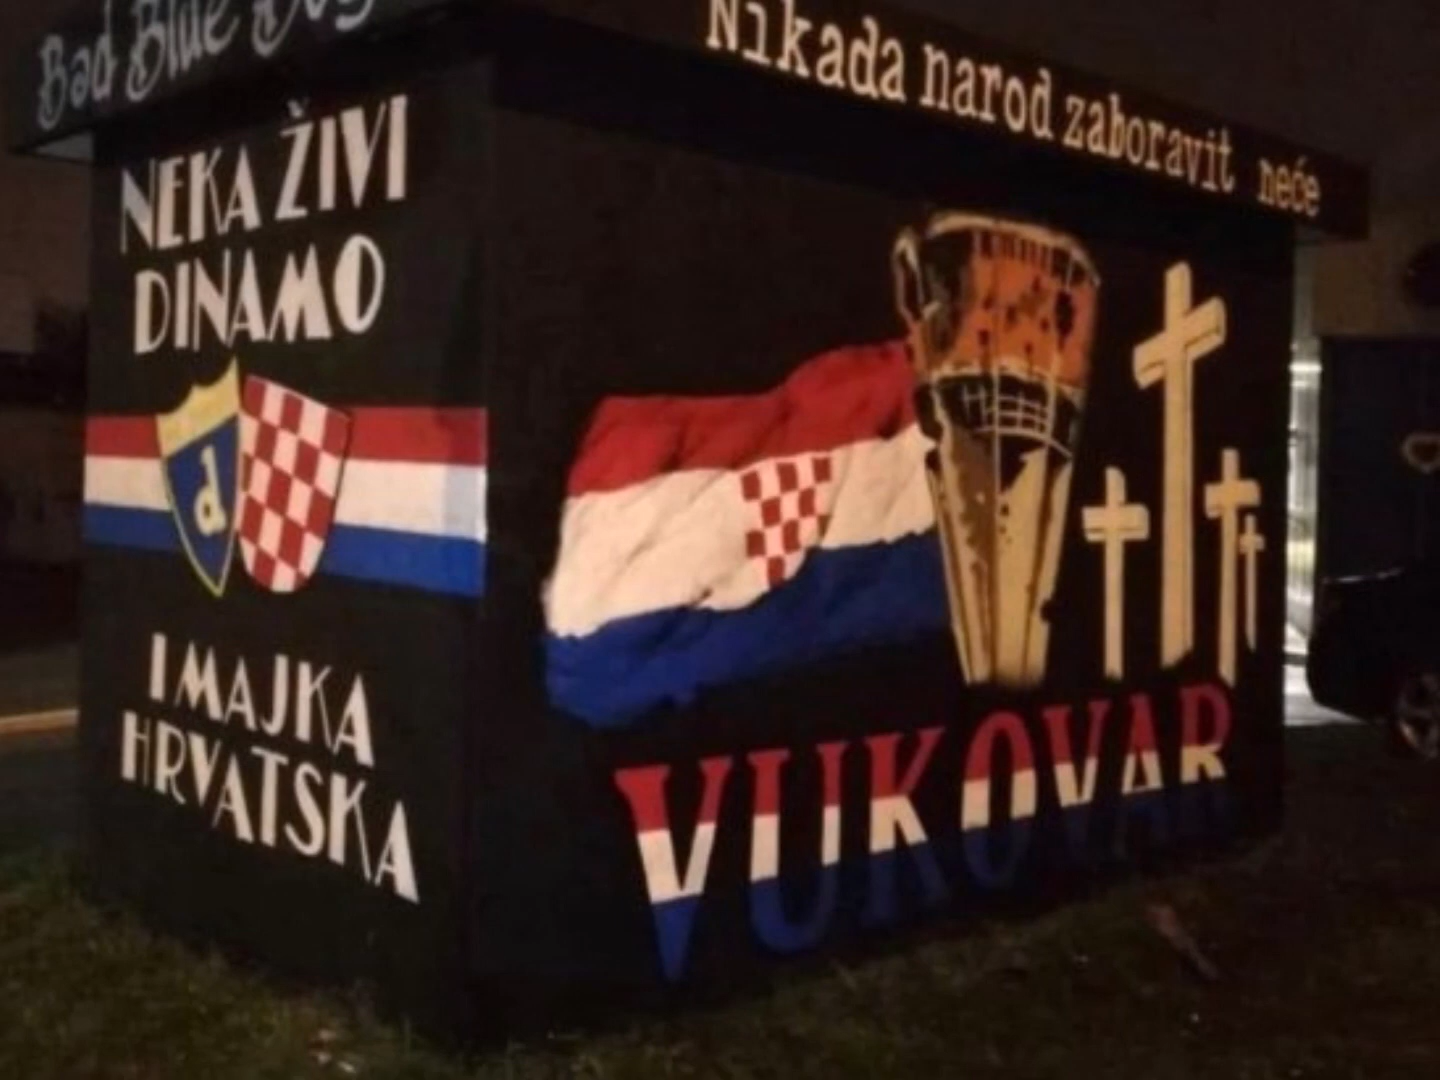 Bad Blue Boys
NEKA ŽIVI
DINAMO
d
I MAJKA
HRVATSKA
Nikada narod zaboravit neće
VUKOVAR